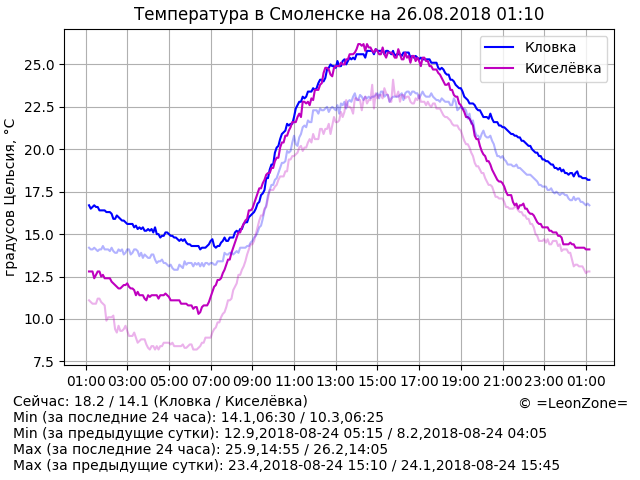 Температура в Смоленске на 26.08.2018 01:10
Кловка
Киселёвка
градусов Цельсия, °C
25.0
22.5
20.0
17.5
15.0
12.5
10.0
7.5
01:00 03:00 05:00 07:00 09:00 11:00 13:00 15:00 17:00 19:00 21:00 23:00 01:00
Сейчас: 18.2 / 14.1 (Кловка / Киселёвка)
© =LeonZone=
Min (за последние 24 часа): 14.1,06:30 / 10.3,06:25
Min (за предыдущие сутки): 12.9,2018-08-24 05:15 / 8.2,2018-08-24 04:05
Max (за последние 24 часа): 25.9,14:55 / 26.2,14:05
Max (за предыдущие сутки): 23.4,2018-08-24 15:10 / 24.1,2018-08-24 15:45